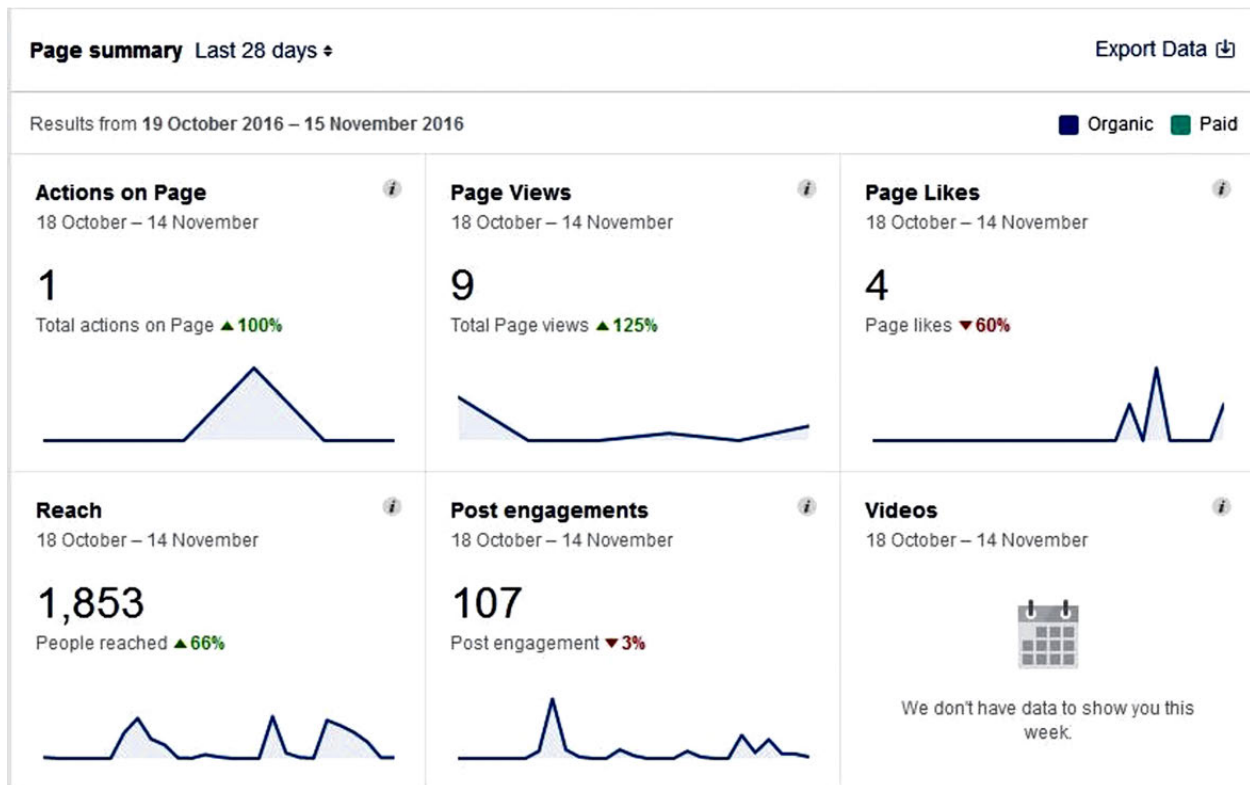 Page summary Last 28 days
Export Data
Results from 19 October 2016 – 15 November 2016
Organic Paid
Actions on Page
18 October – 14 November
1
Total actions on Page ▲100%
Page Views
18 October – 14 November
9
Total Page views ▲125%
Page Likes
18 October – 14 November
4
Page likes ▼60%
Reach
18 October – 14 November
1,853
People reached ▲66%
Post engagements
18 October – 14 November
107
Post engagement ▼3%
Videos
18 October – 14 November
We don't have data to show you this
week.